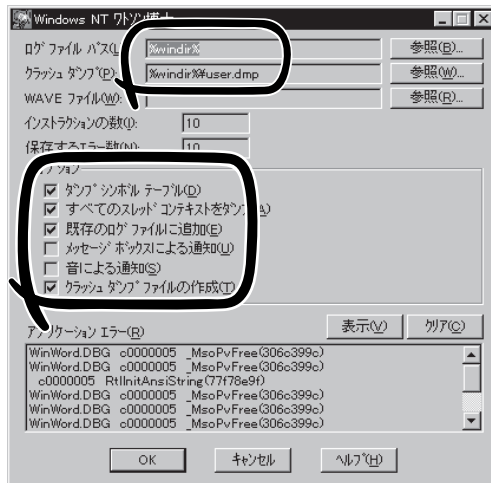 Windows NT ワトソン博士
ログ ファイル パス(L):
%windir%
参照(B)...
クラッシュ ダンプ(P):
%windir%¥user.dmp
参照(W)...
WAVE ファイル(W):
参照(R)...
インストラクションの数(I):
10
保存するエラー数(N):
10
オプション
ダンプ シンボル テーブル(D)
すべてのスレッド コンテキストをダンプ(A)
既存のログ ファイルに追加(E)
メッセージ ボックスによる通知(U)
音による通知(S)
クラッシュ ダンプ ファイルの作成(T)
アプリケーション エラー(R)
表示(V)
クリア(C)
WinWord.DBG c0000005 _MsoPvFree(306c399c)
c0000005 RtlInitAnsiString(77f78e9f)
WinWord.DBG c0000005 _MsoPvFree(306c399c)
WinWord.DBG c0000005 _MsoPvFree(306c399c)
WinWord.DBG c0000005 _MsoPvFree(306c399c)
OK
キャンセル
ヘルプ(H)